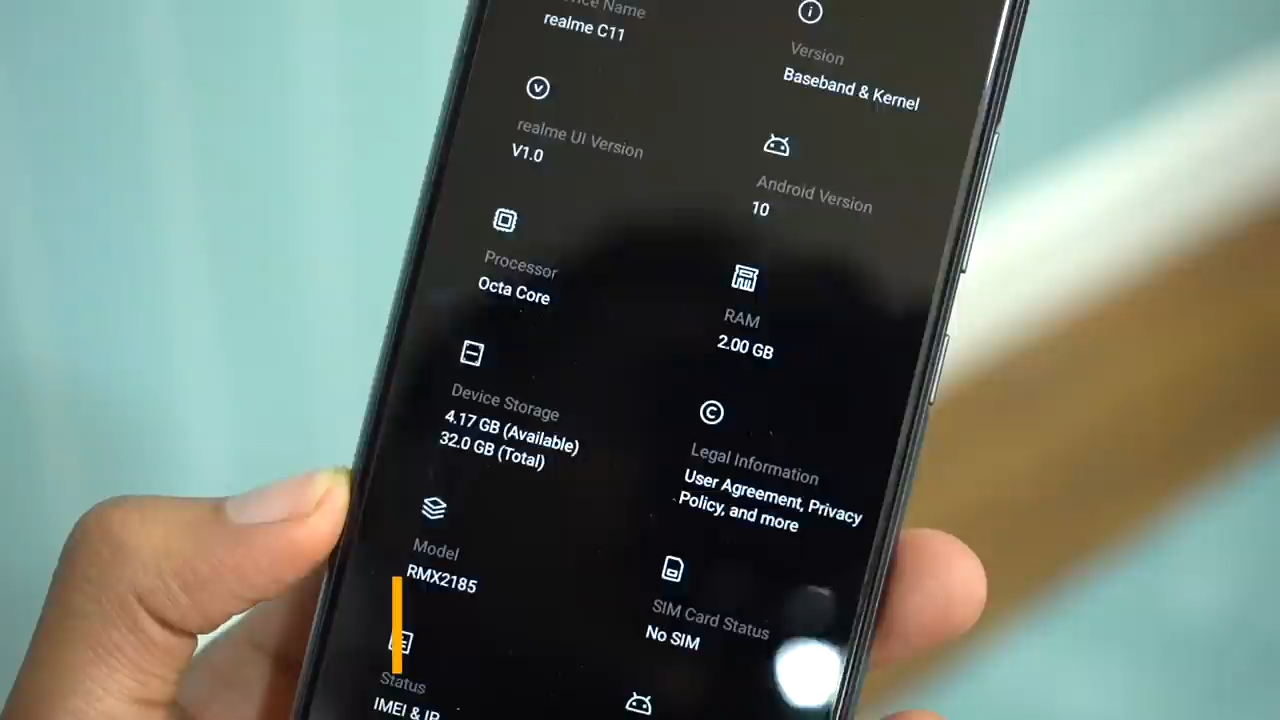 Name
realme C11
Version
Baseband & Kernel
realme UI Version
V1.0
Android Version
10
Processor
Octa Core
RAM
2.00 GB
Device Storage
4.17 GB (Available)
32.0 GB (Total)
Legal Information
User Agreement, Privacy
Policy, and more
Model
RMX2185
SIM Card Status
No SIM
Status
IMEI & IP